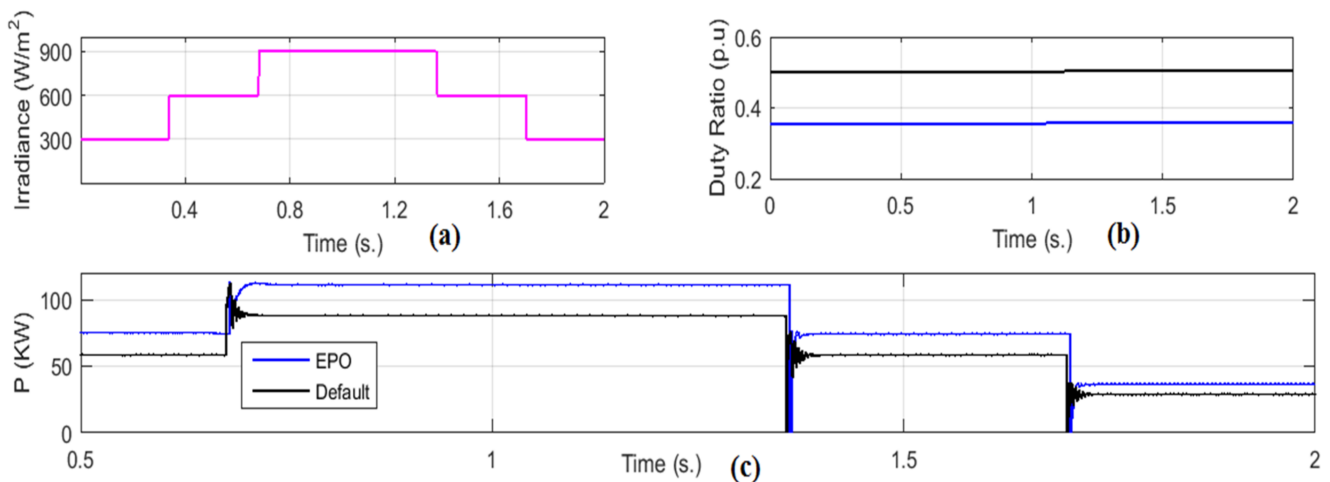 Irradiance (W/m²)
900
600
300
0.4
0.8
1.2
1.6
2
Time (s.)
(a)
Duty Ratio (p.u)
0.6
0.4
0.2
0
0.5
1
1.5
2
Time (s.)
(b)
P (KW)
100
50
0
EPO
Default
0.5
1
1.5
2
Time (s.)
(c)